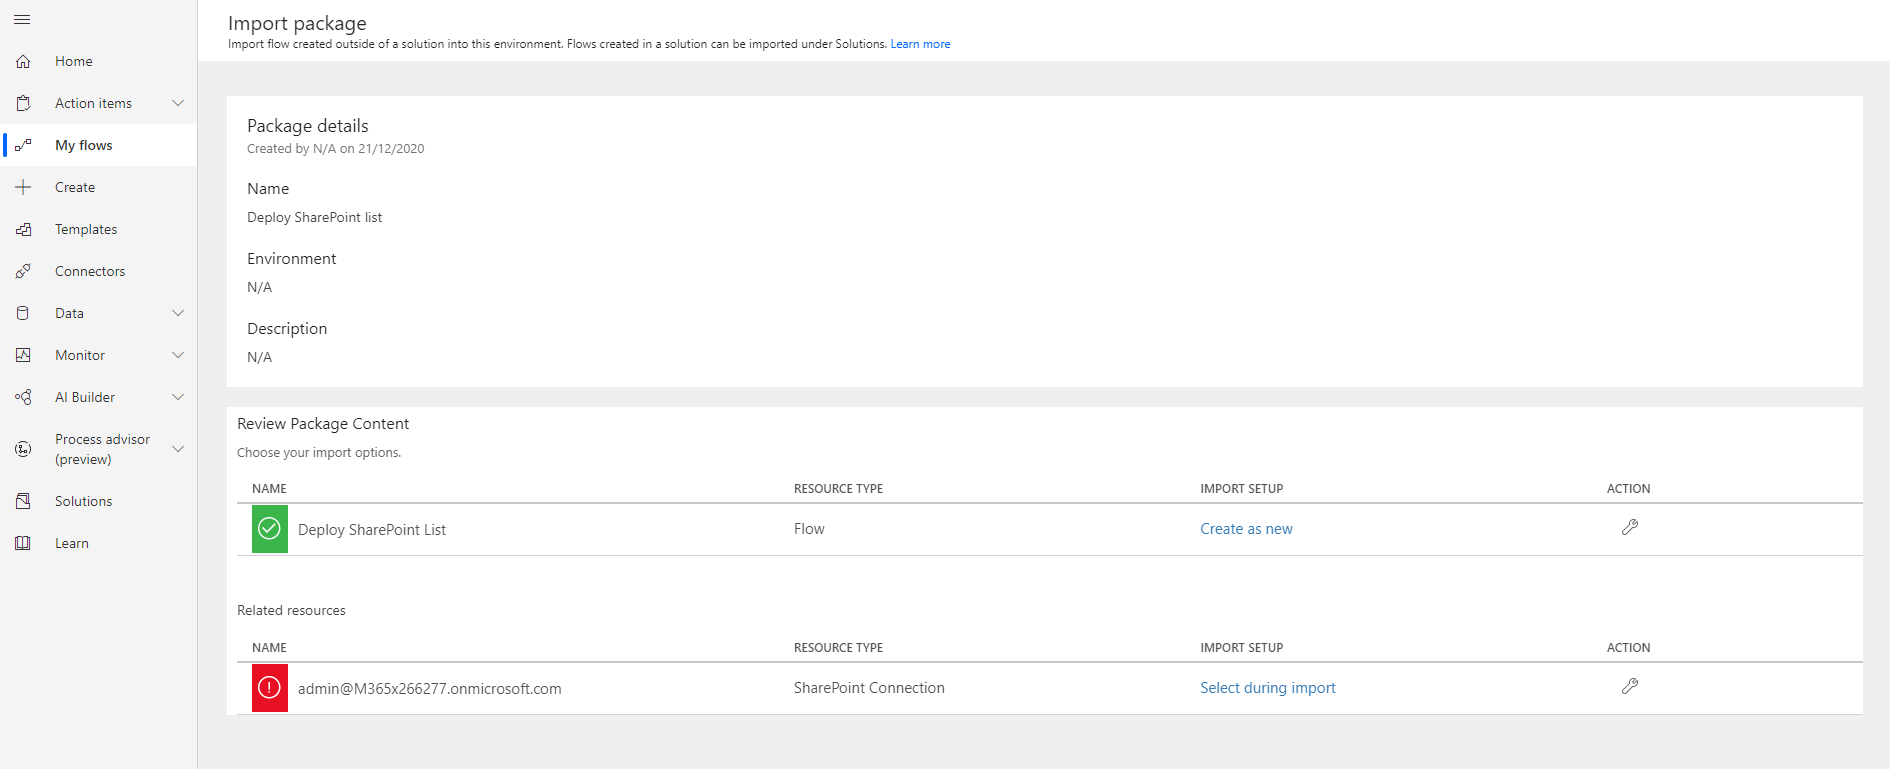 Import package
Import flow created outside of a solution into this environment. Flows created in a solution can be imported under Solutions. Learn more
Home
Action items
My flows
Create
Templates
Connectors
Data
Monitor
AI Builder
Process advisor
(preview)
Solutions
Learn
Package details
Created by N/A on 21/12/2020
Name
Deploy SharePoint list
Environment
N/A
Description
N/A
Review Package Content
Choose your import options.
NAME RESOURCE TYPE IMPORT SETUP ACTION
Deploy SharePoint List Flow Create as new
Related resources
NAME RESOURCE TYPE IMPORT SETUP ACTION
admin@M365x266277.onmicrosoft.com SharePoint Connection Select during import